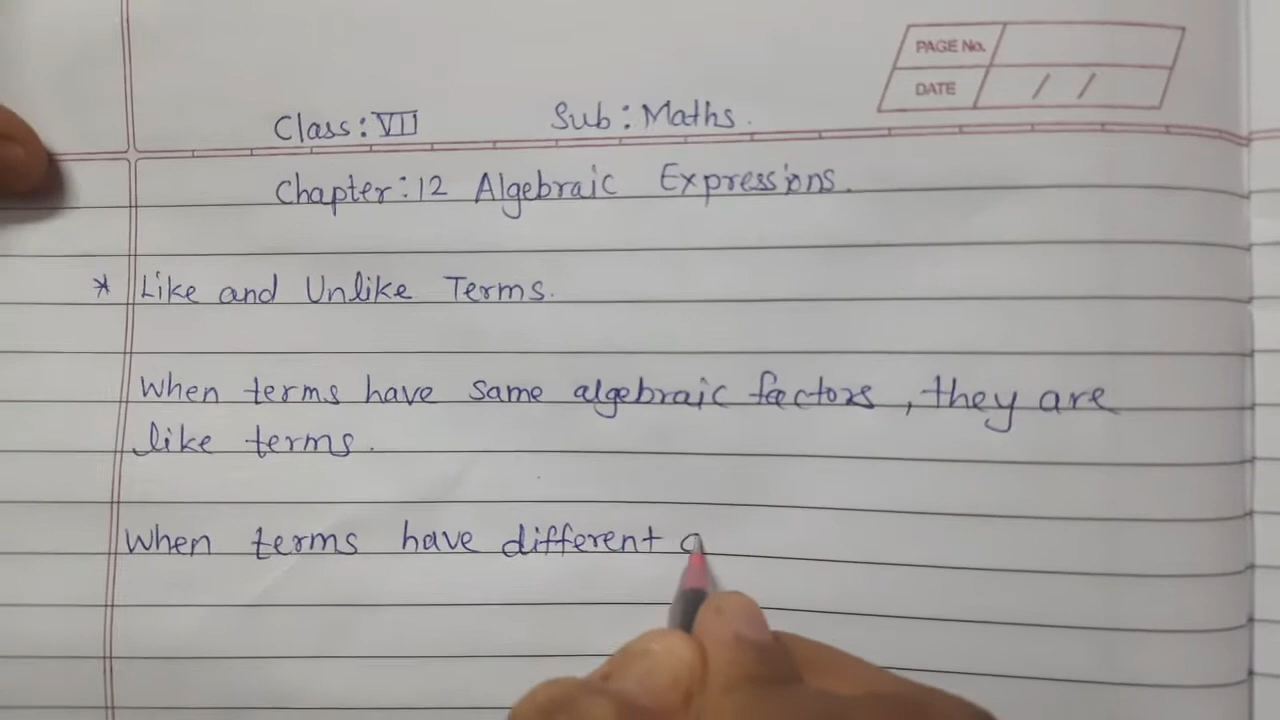 PAGE No.
DATE / /
Class: VII Sub: Maths.
Chapter: 12 Algebraic Expressions.
* Like and Unlike Terms.
When terms have same algebraic factors, they are
like terms.
When terms have different a